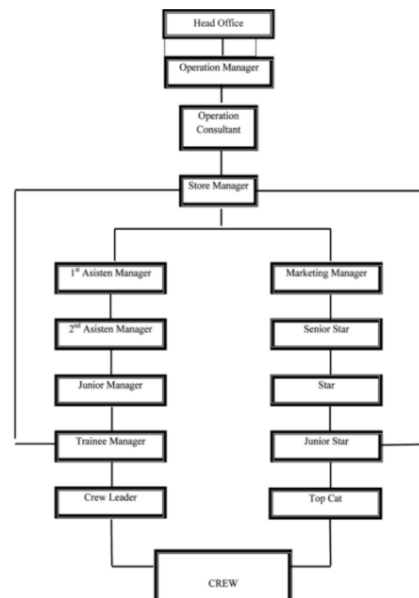 Head Office
Operation Manager
Operation
Consultant
Store Manager
1st Asisten Manager
Marketing Manager
2nd Asisten Manager
Senior Star
Junior Manager
Star
Trainee Manager
Junior Star
Crew Leader
Top Cat
CREW